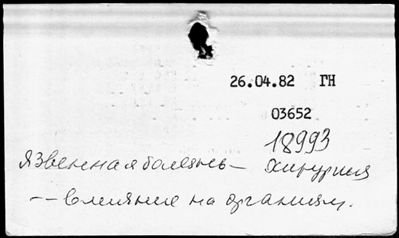 26.04.82 ГН
03652
18993
Язвенная болезнь – Хирургия
-- – влияние на организм.